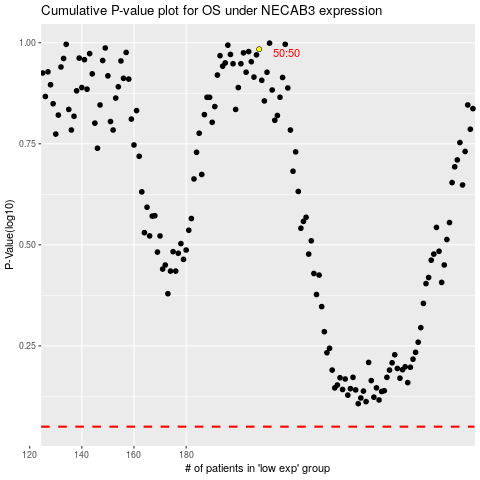 Cumulative P-value plot for OS under NECAB3 expression
1.00
50:50
0.75
0.50
0.25
P-Value(log10)
120 140 160 180
# of patients in 'low exp' group